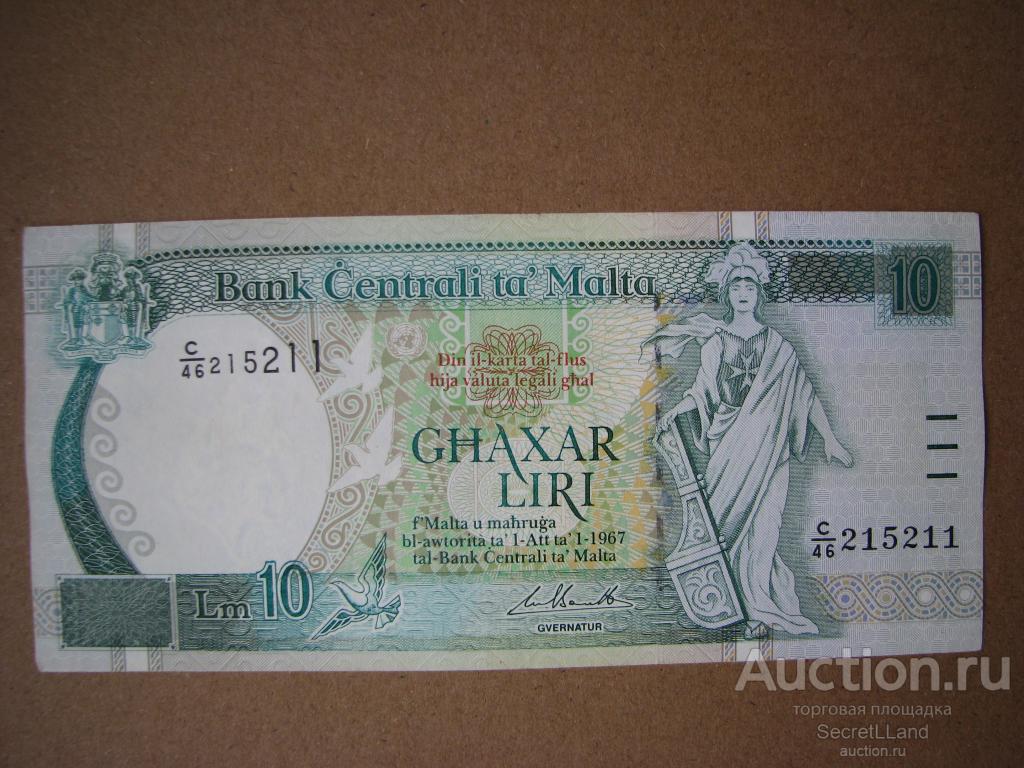 Bank Ċentrali ta' Malta
10
C/46 215211
Din il-karta tal-flus
hija valuta legali għal
GĦAXAR
LIRI
f'Malta u maħruġa
bl-awtorità ta' l-Att ta' l-1967
tal-Bank Ċentrali ta' Malta
C/46 215211
Lm 10
GVERNATUR
Auction.ru
торговая площадка
SecretLLand
auction.ru